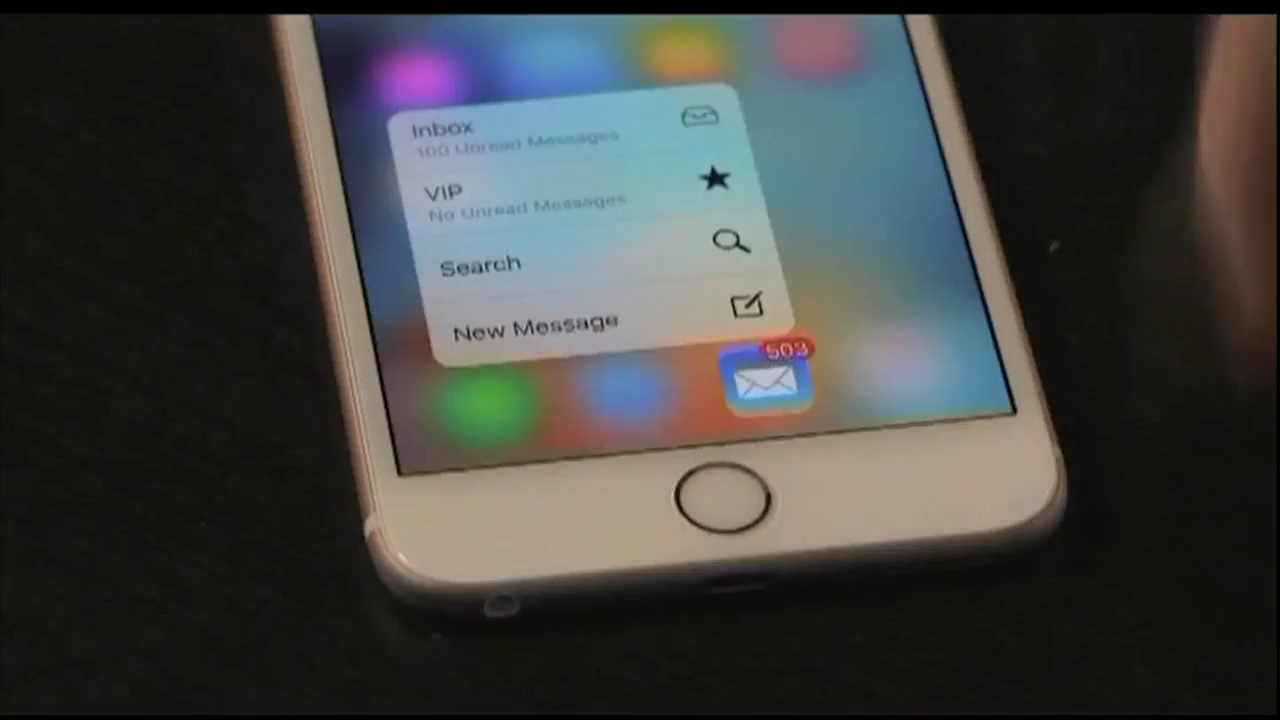 Inbox
100 Unread Messages
VIP
No Unread Messages
Search
New Message
503